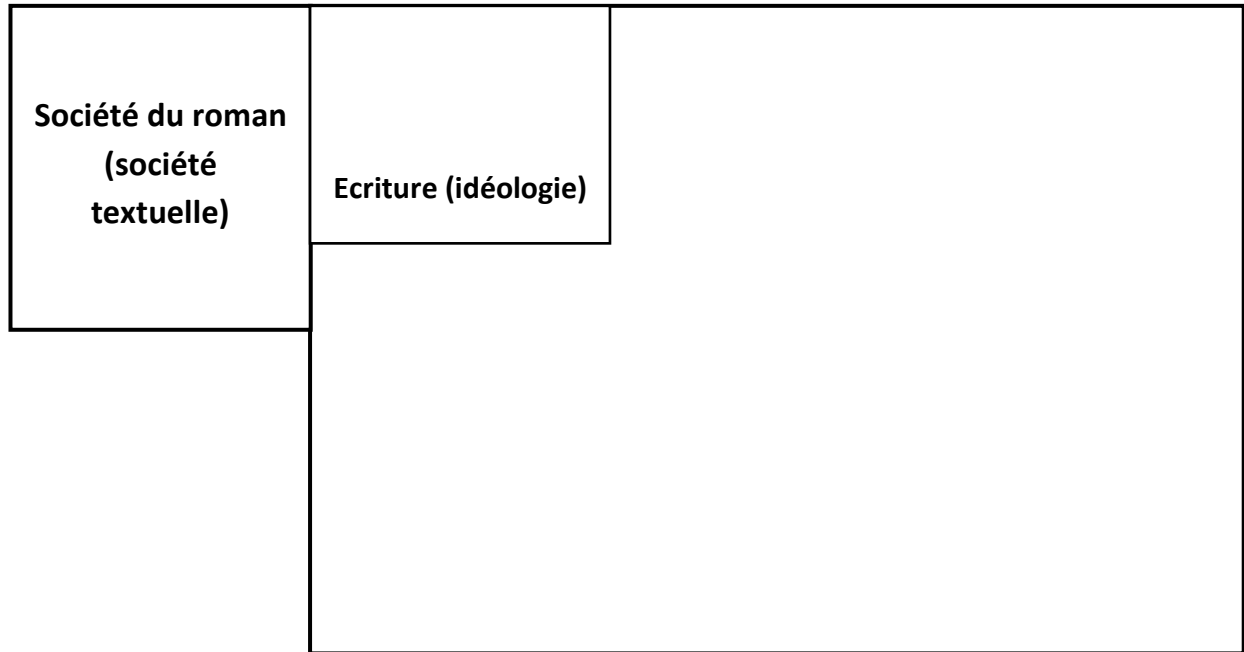 Société du roman
(société
textuelle)
Ecriture (idéologie)